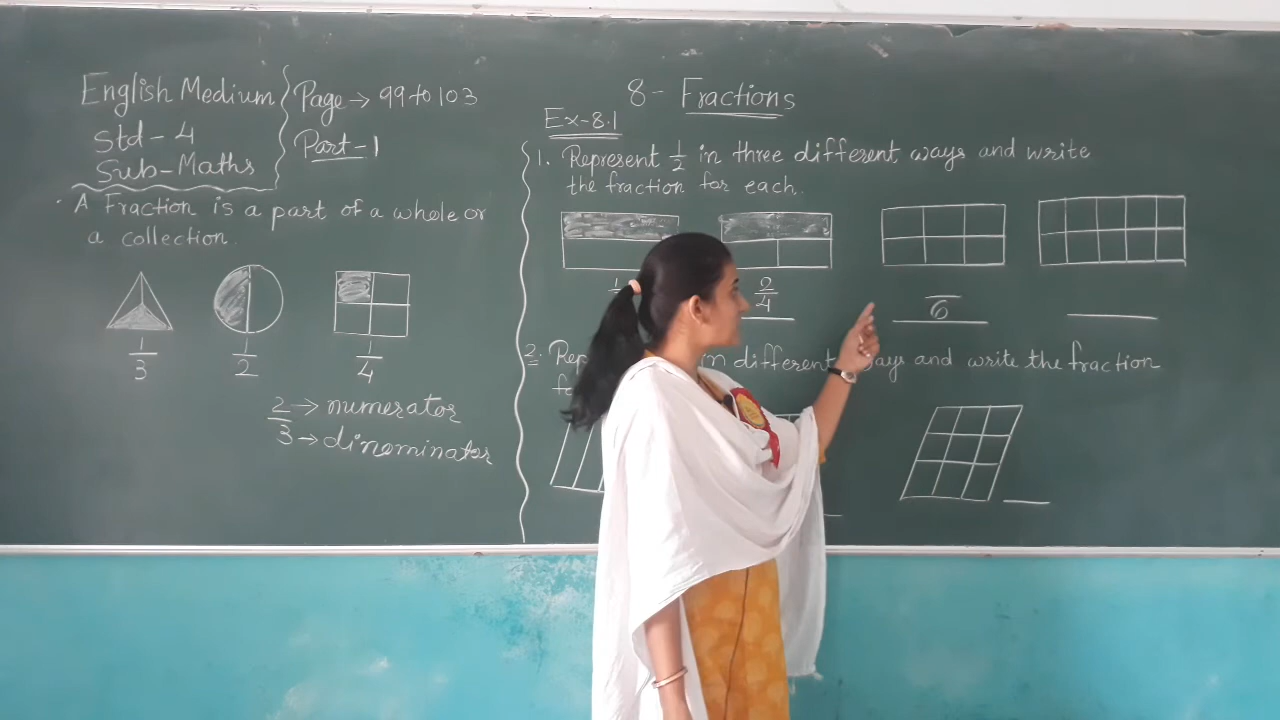 English Medium
Std - 4
Sub - Maths
Page → 99 to 103
Part - 1
A Fraction is a part of a whole or
a collection.
1/3
1/2
1/4
2/3 → numerator
→ dinominator
8 - Fractions
Ex - 8.1
1. Represent 1/2 in three different ways and write
the fraction for each.
2/4
6
2. Rep in different ways and write the fraction